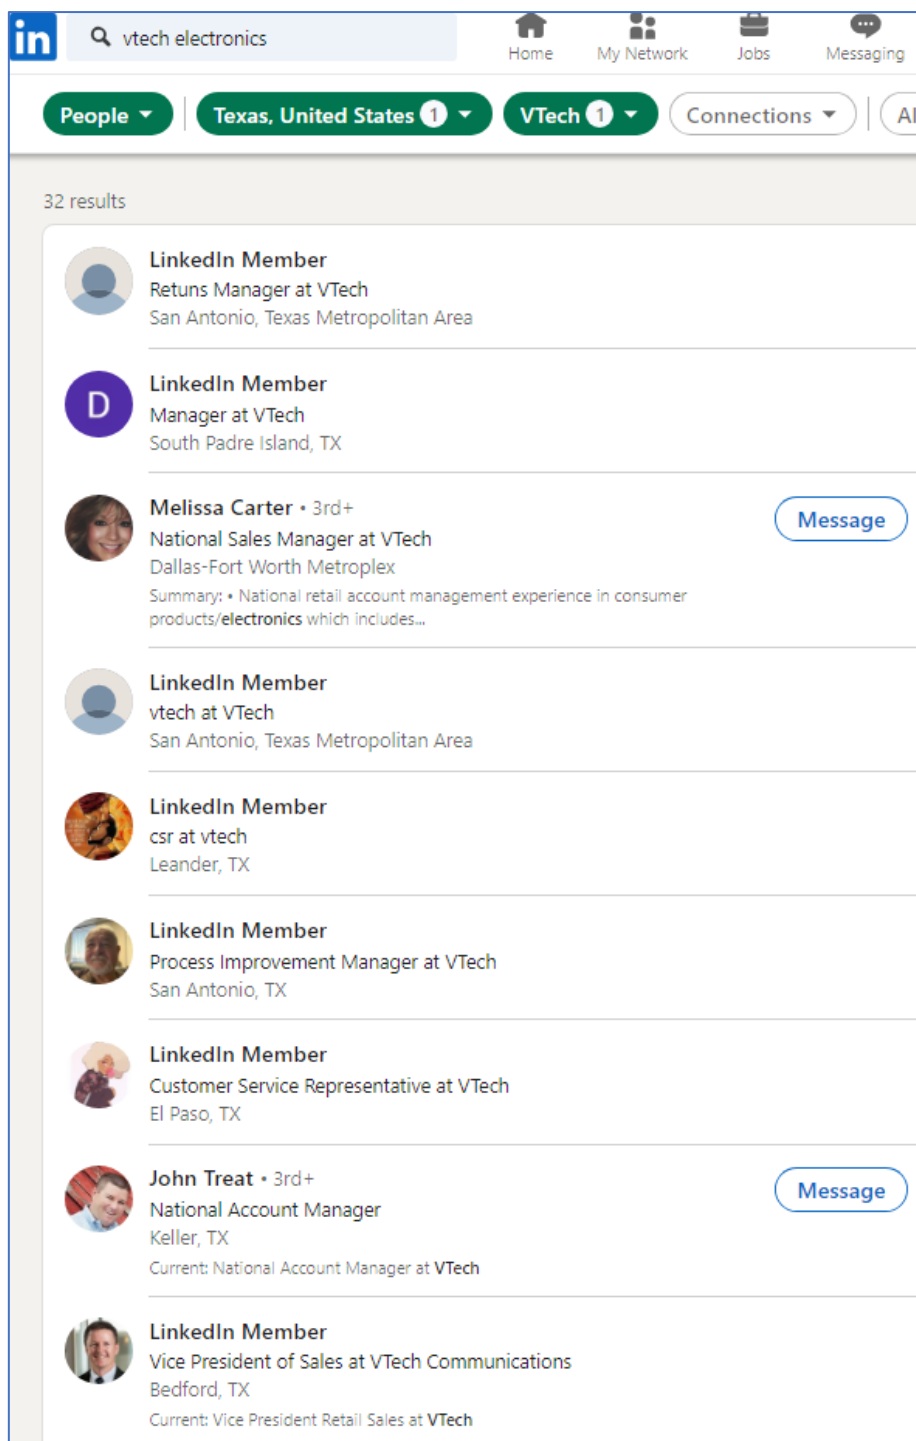 in
vtech electronics
Home
My Network
Jobs
Messaging
People
Texas, United States 1
VTech 1
Connections
Al
32 results
LinkedIn Member
Retuns Manager at VTech
San Antonio, Texas Metropolitan Area
D
LinkedIn Member
Manager at VTech
South Padre Island, TX
Melissa Carter • 3rd+
Message
National Sales Manager at VTech
Dallas-Fort Worth Metroplex
Summary: • National retail account management experience in consumer
products/electronics which includes...
LinkedIn Member
vtech at VTech
San Antonio, Texas Metropolitan Area
LinkedIn Member
csr at vtech
Leander, TX
LinkedIn Member
Process Improvement Manager at VTech
San Antonio, TX
LinkedIn Member
Customer Service Representative at VTech
El Paso, TX
John Treat • 3rd+
Message
National Account Manager
Keller, TX
Current: National Account Manager at VTech
LinkedIn Member
Vice President of Sales at VTech Communications
Bedford, TX
Current: Vice President Retail Sales at VTech